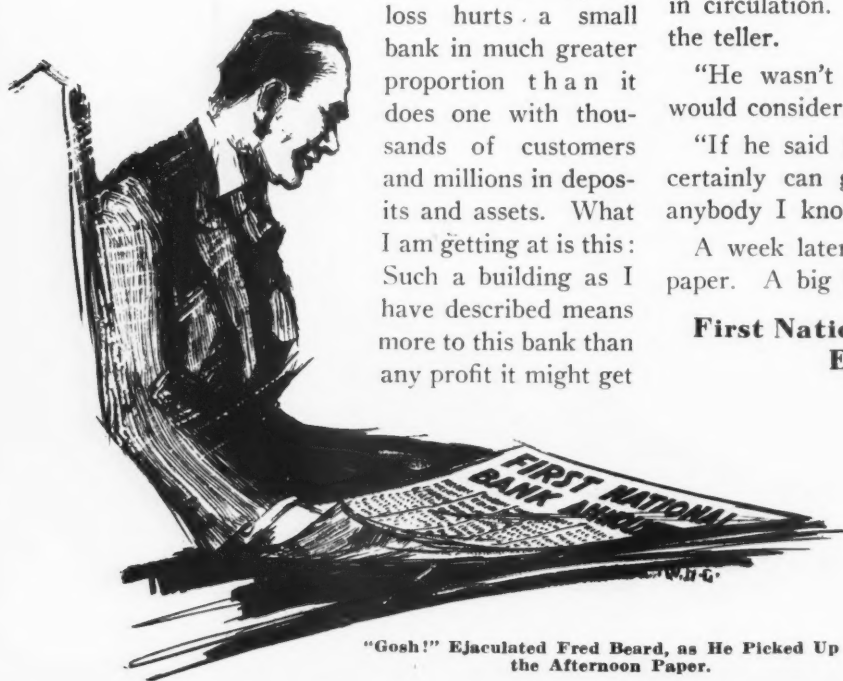 loss hurts a small
bank in much greater
proportion than it
does one with thou-
sands of customers
and millions in depos-
its and assets. What
I am getting at is this:
Such a building as I
have described means
more to this bank than
any profit it might get
in circulation.
the teller.
"He wasn't
would consider
"If he said
certainly can
anybody I kno
A week later
paper. A big
First Natio
E
FIRST NATIONAL
BANK
W.H.G.
"Gosh!" Ejaculated Fred Beard, as He Picked Up
the Afternoon Paper.